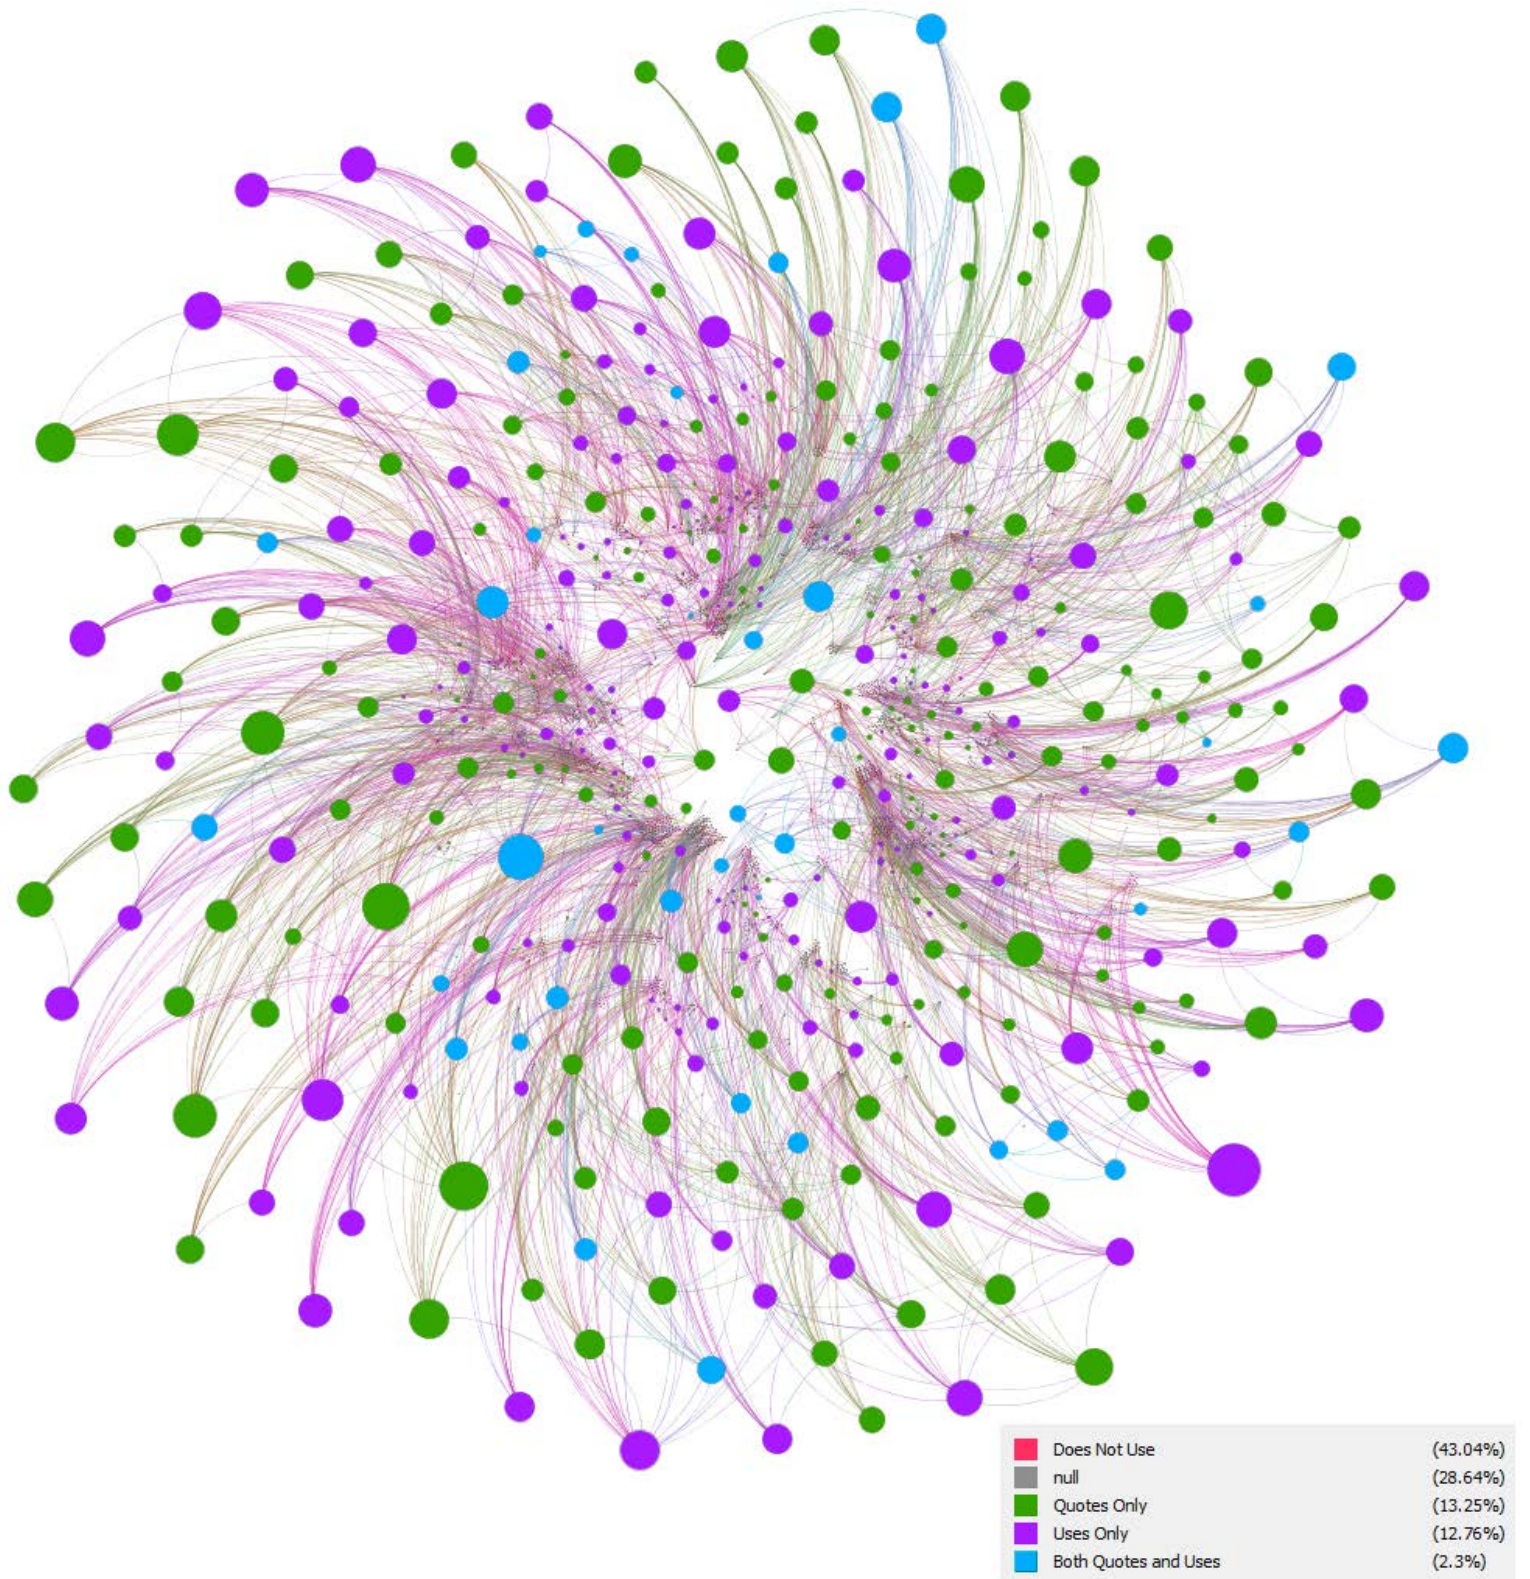 Does Not Use (43.04%)
null (28.64%)
Quotes Only (13.25%)
Uses Only (12.76%)
Both Quotes and Uses (2.3%)